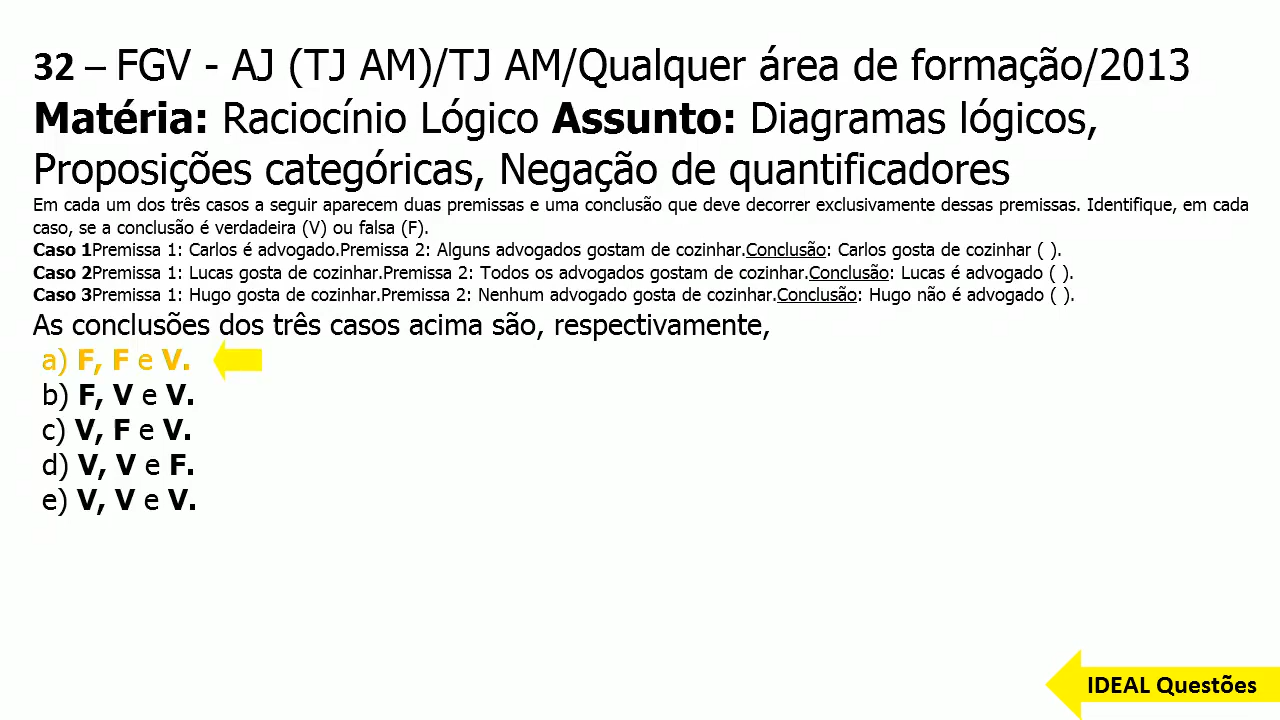 32 – FGV - AJ (TJ AM)/TJ AM/Qualquer área de formação/2013
Matéria: Raciocínio Lógico Assunto: Diagramas lógicos,
Proposições categóricas, Negação de quantificadores
Em cada um dos três casos a seguir aparecem duas premissas e uma conclusão que deve decorrer exclusivamente dessas premissas. Identifique, em cada
caso, se a conclusão é verdadeira (V) ou falsa (F).
Caso 1Premissa 1: Carlos é advogado.Premissa 2: Alguns advogados gostam de cozinhar.Conclusão: Carlos gosta de cozinhar ( ).
Caso 2Premissa 1: Lucas gosta de cozinhar.Premissa 2: Todos os advogados gostam de cozinhar.Conclusão: Lucas é advogado ( ).
Caso 3Premissa 1: Hugo gosta de cozinhar.Premissa 2: Nenhum advogado gosta de cozinhar.Conclusão: Hugo não é advogado ( ).
As conclusões dos três casos acima são, respectivamente,
a) F, F e V.
b) F, V e V.
c) V, F e V.
d) V, V e F.
e) V, V e V.
IDEAL Questões